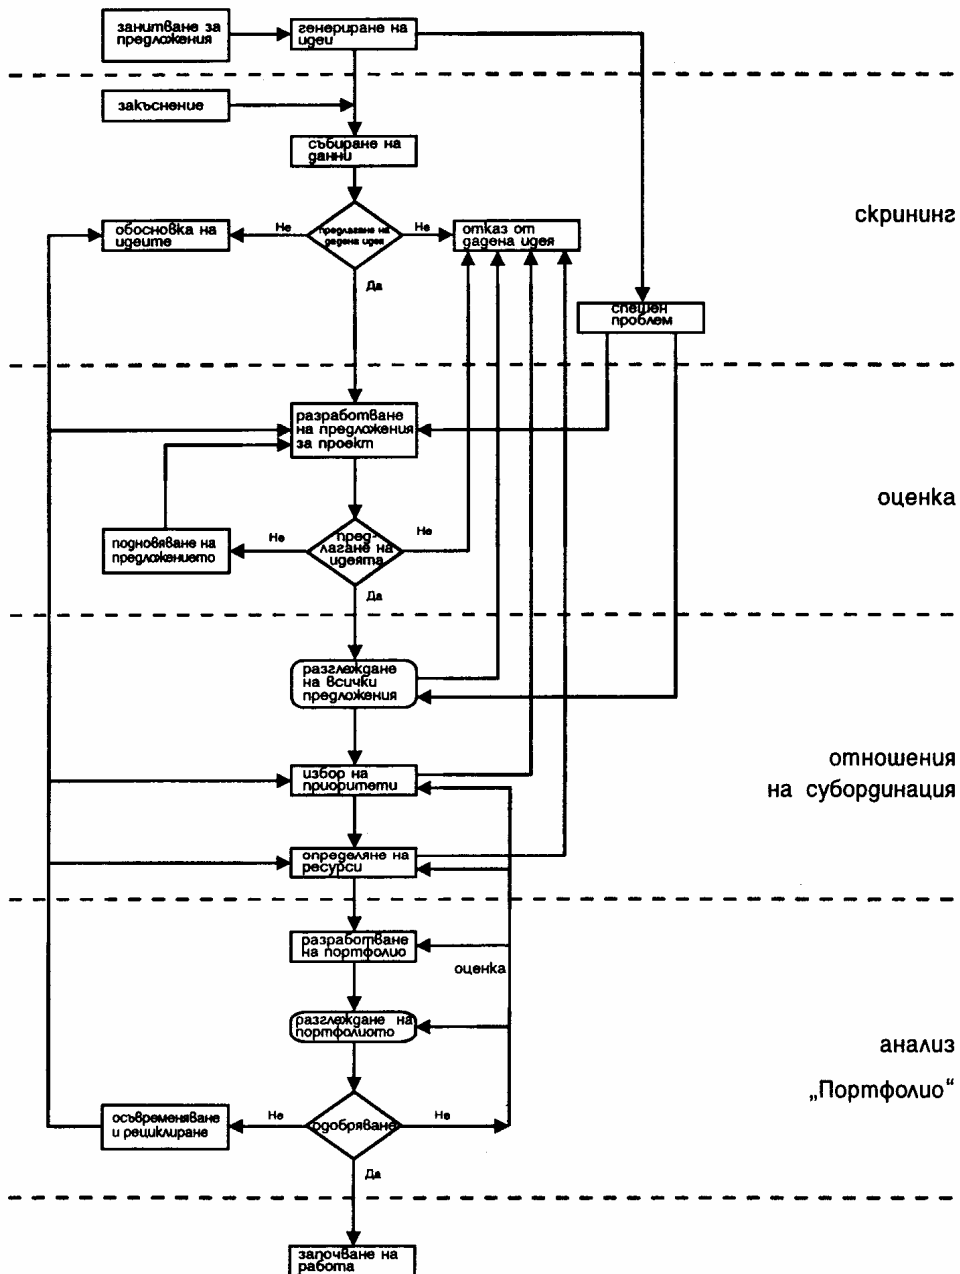 занитване за
предложения
генериране на
идеи
закъснение
събиране на
данни
скрининг
обосновка на
идеите
Не
предлагане на
дадена идея
Не
отказ от
дадена идея
Да
спешен
проблем
разработване
на предложения
за проект
оценка
подновяване на
предложението
Не
пред-
лагане на
идеята
Не
Да
разглеждане
на всички
предложения
отношения
на субординация
избор на
приоритети
определяне на
ресурси
разработване
на портфолио
оценка
разглеждане на
портфолиото
анализ
„Портфолио“
осъвременяване
и рециклиране
Не
одобряване
Не
Да
започване на
работа